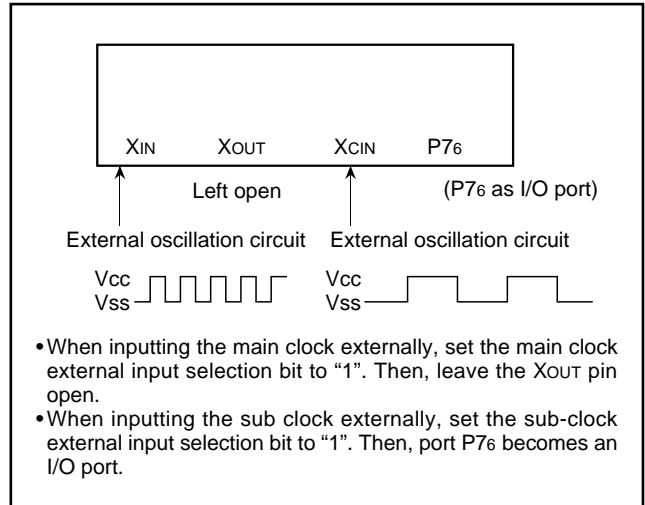 XIN XOUT XCIN P76
Left open (P76 as I/O port)
External oscillation circuit External oscillation circuit
Vcc Vcc
Vss Vss
•When inputting the main clock externally, set the main clock
external input selection bit to “1”. Then, leave the XOUT pin
open.
•When inputting the sub clock externally, set the sub-clock
external input selection bit to “1”. Then, port P76 becomes an
I/O port.